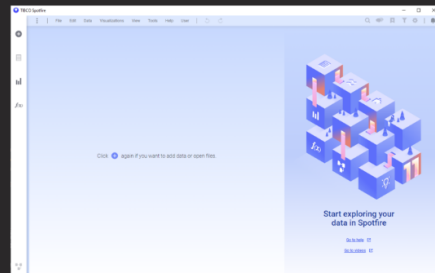 TIBCO Spotfire
File Edit Data Visualizations View Tools Help User
f(x)
Click again if you want to add data or open files
f(x)
Start exploring your
data in Spotfire
Go to help
Go to videos